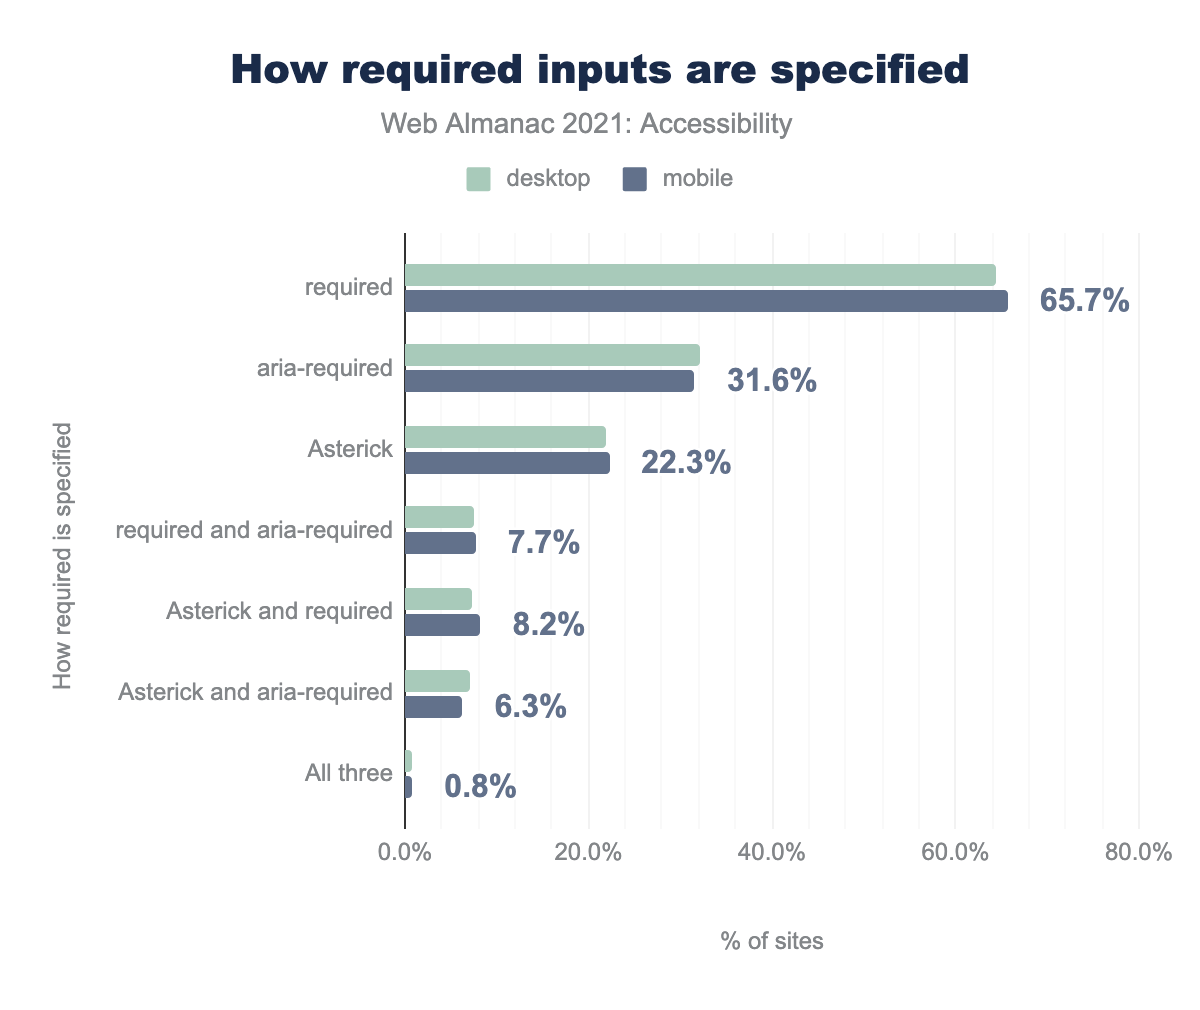 How required inputs are specified
Web Almanac 2021: Accessibility
desktop
mobile
How required is specified
required
65.7%
aria-required
31.6%
Asterick
22.3%
required and aria-required
7.7%
Asterick and required
8.2%
Asterick and aria-required
6.3%
All three
0.8%
0.0%
20.0%
40.0%
60.0%
80.0%
% of sites